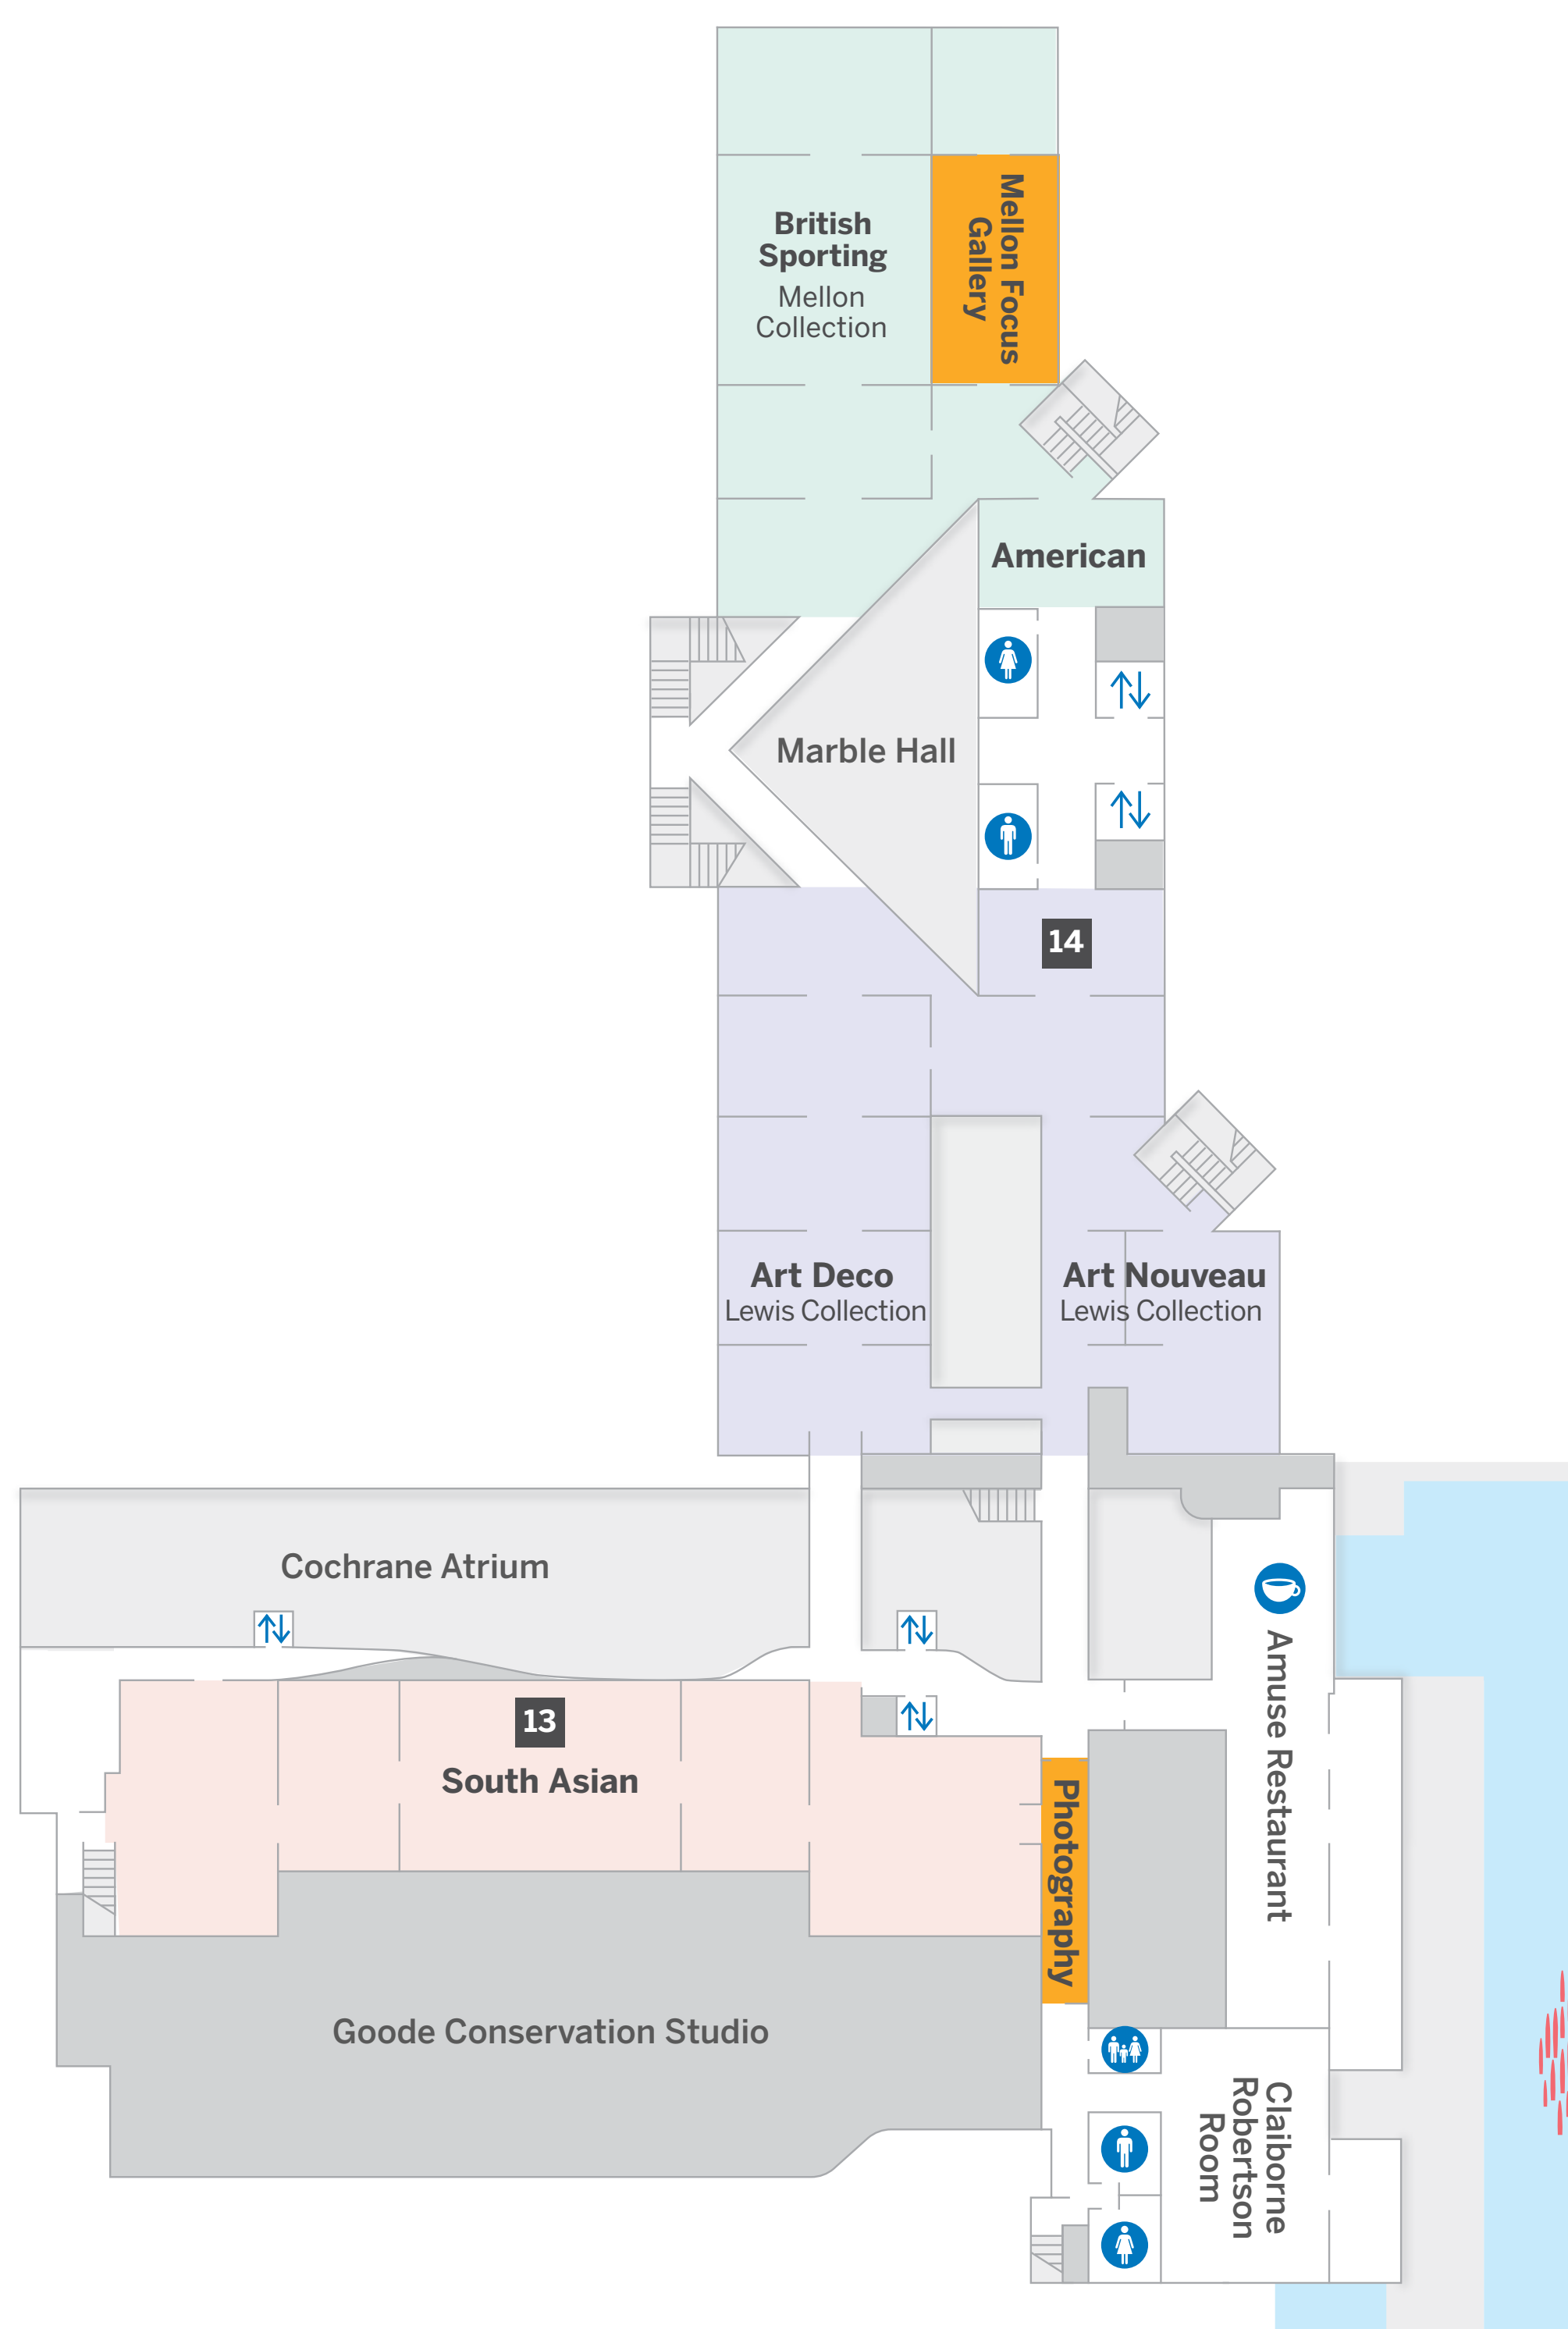 British
Sporting
Mellon
Collection
Mellon Focus
Gallery
American
Marble Hall
14
Art Deco
Lewis Collection
Art Nouveau
Lewis Collection
Cochrane Atrium
Amuse Restaurant
13
South Asian
Photography
Goode Conservation Studio
Claiborne
Robertson
Room